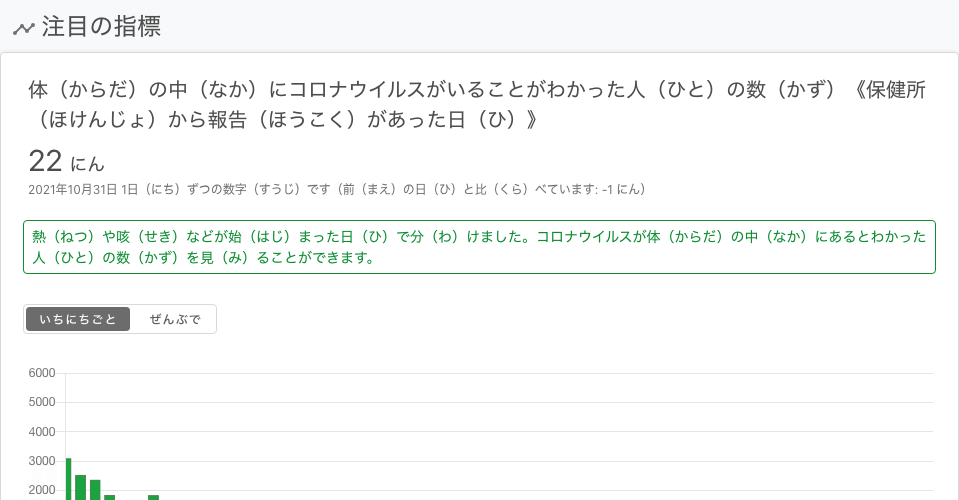 注目の指標
体（からだ）の中（なか）にコロナウイルスがいることがわかった人（ひと）の数（かず）《保健所
（ほけんじょ）から報告（ほうこく）があった日（ひ）》
22 にん
2021年10月31日 1日（にち）ずつの数字（すうじ）です（前（まえ）の日（ひ）と比（くら）べています: -1 にん）
熱（ねつ）や咳（せき）などが始（はじ）まった日（ひ）で分（わ）けました。コロナウイルスが体（からだ）の中（なか）にあるとわかった
人（ひと）の数（かず）を見（み）ることができます。
いちにちごと ぜんぶで
6000
5000
4000
3000
2000